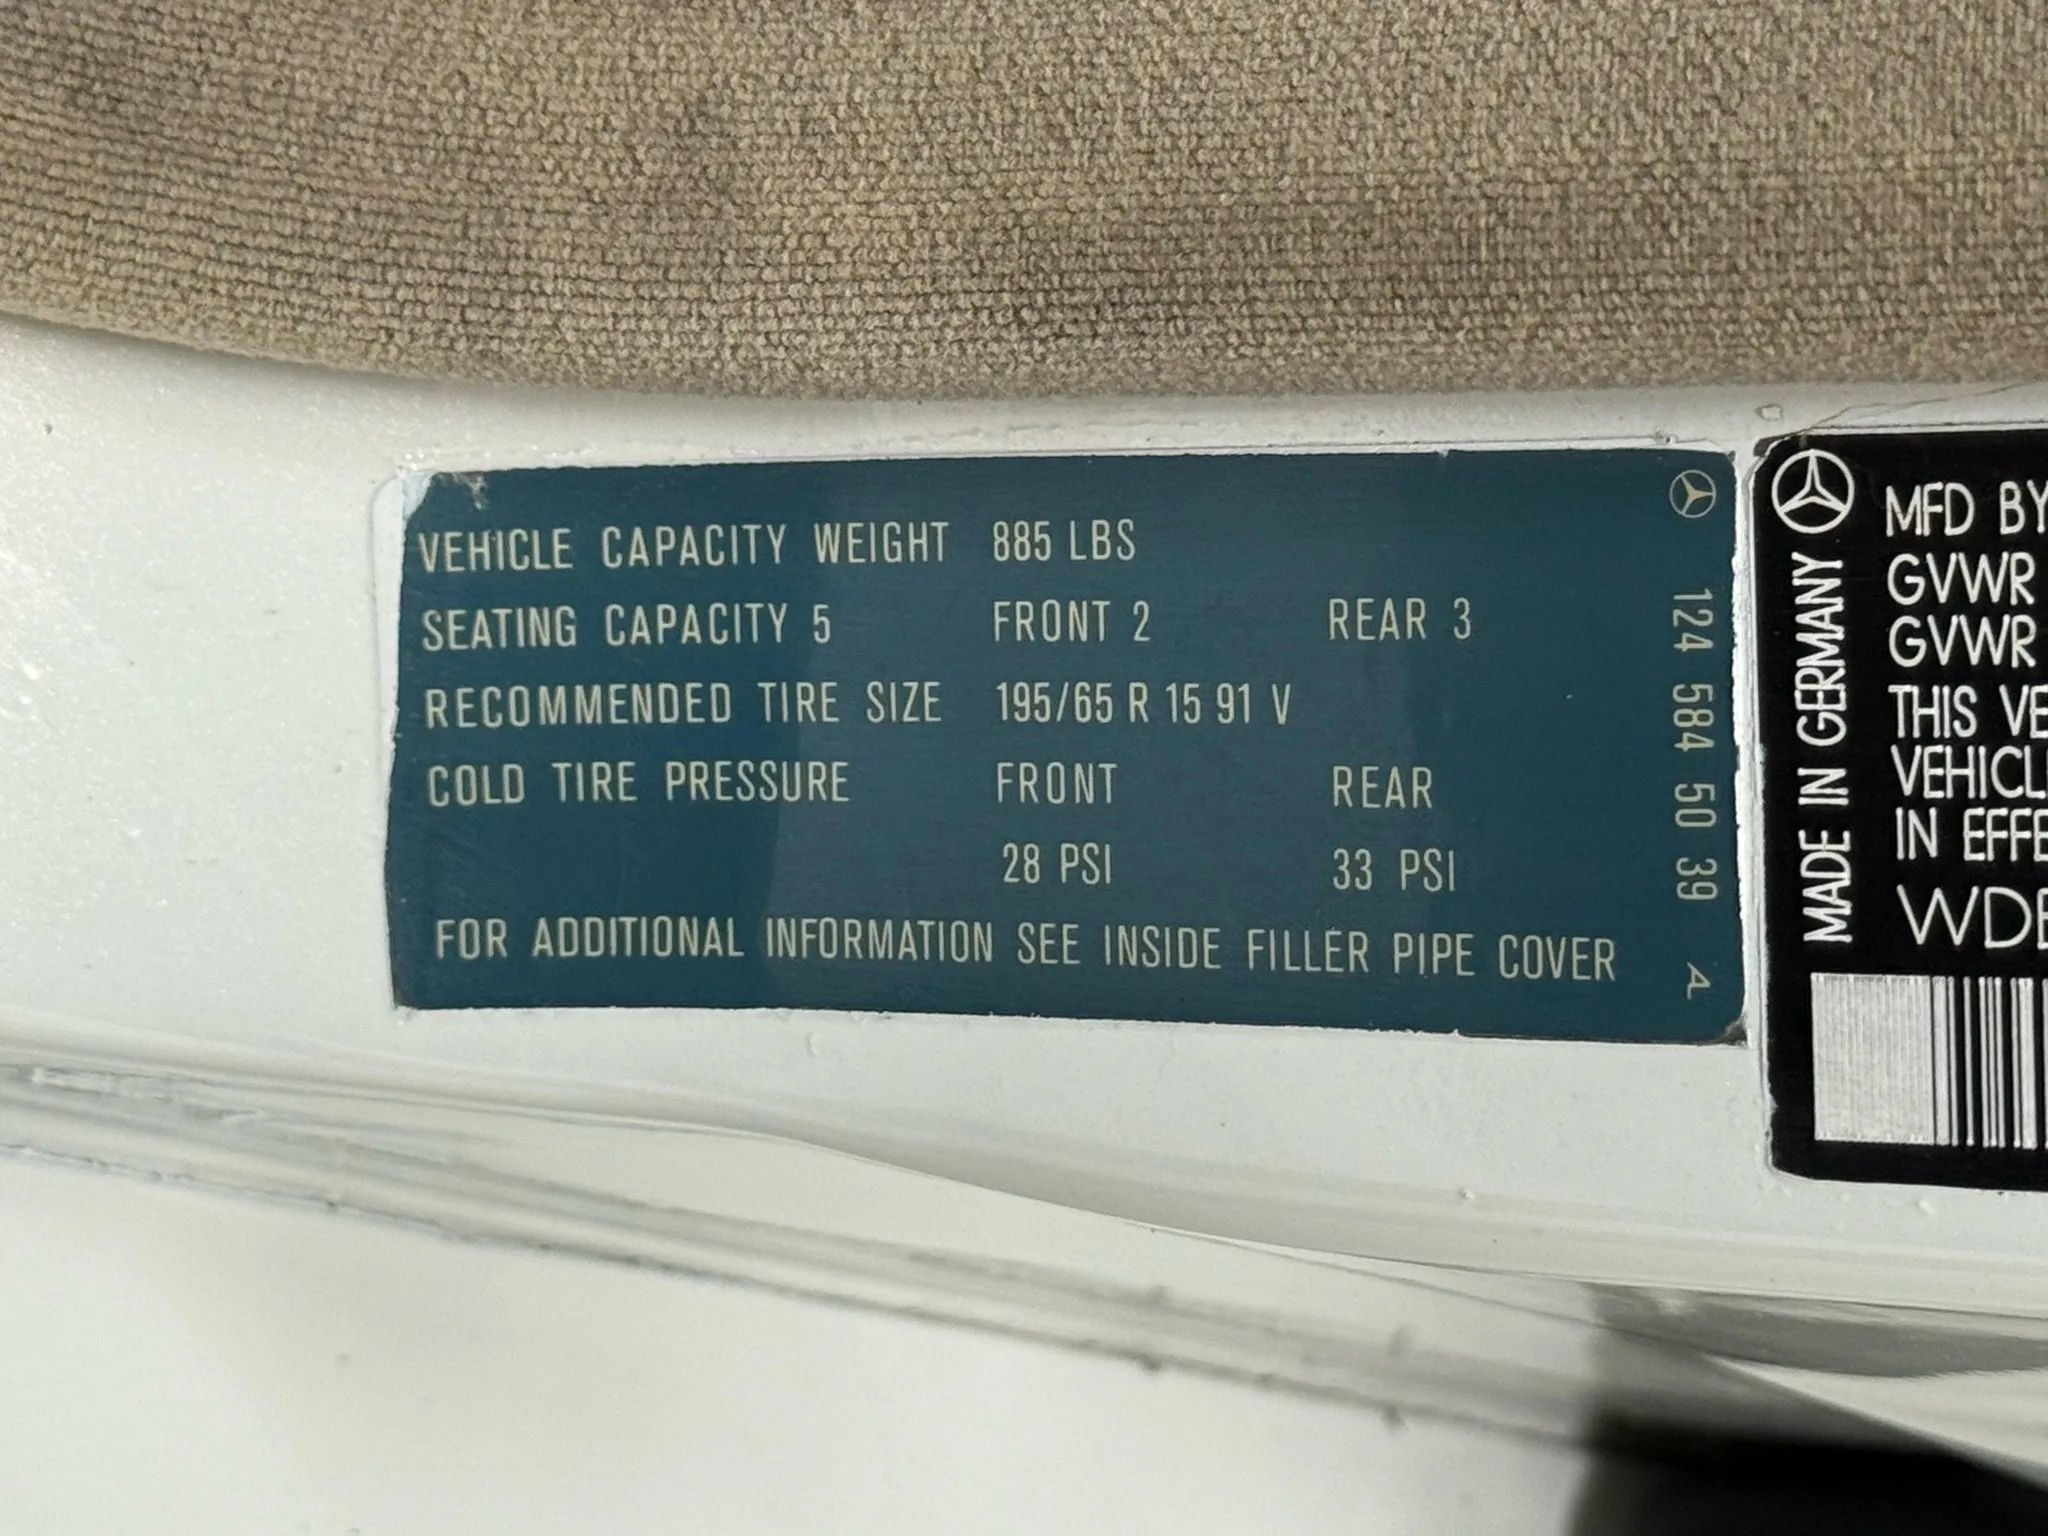 VEHICLE CAPACITY WEIGHT 885 LBS
SEATING CAPACITY 5 FRONT 2 REAR 3
RECOMMENDED TIRE SIZE 195/65 R 15 91 V
COLD TIRE PRESSURE FRONT REAR
28 PSI 33 PSI
FOR ADDITIONAL INFORMATION SEE INSIDE FILLER PIPE COVER
124 584 50 39 A
MADE IN GERMANY
MFD BY
GVWR
GVWR
THIS
IN